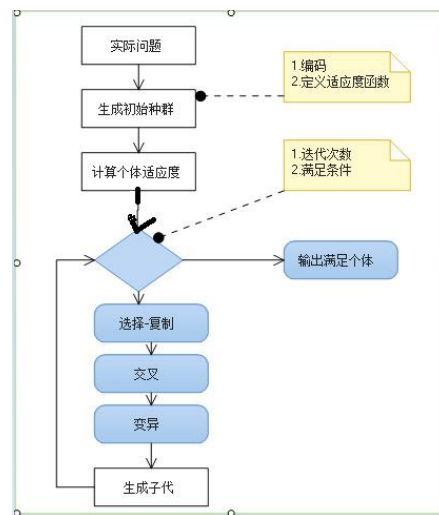 实际问题
1.编码
2.定义适应度函数
生成初始种群
1.迭代次数
2.满足条件
计算个体适应度
输出满足个体
选择-复制
交叉
变异
生成子代